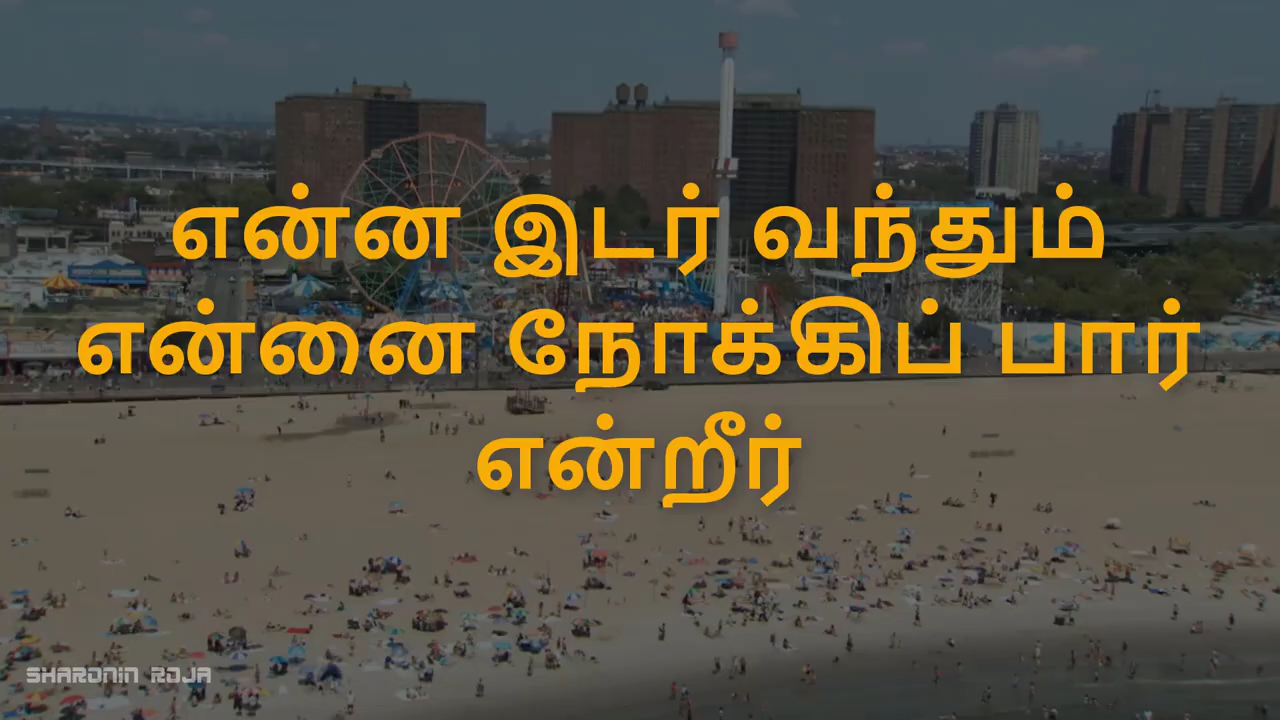 என்ன இடர் வந்தும்
என்னை நோக்கிப் பார்
என்றீர்
SHARONIN ROJA